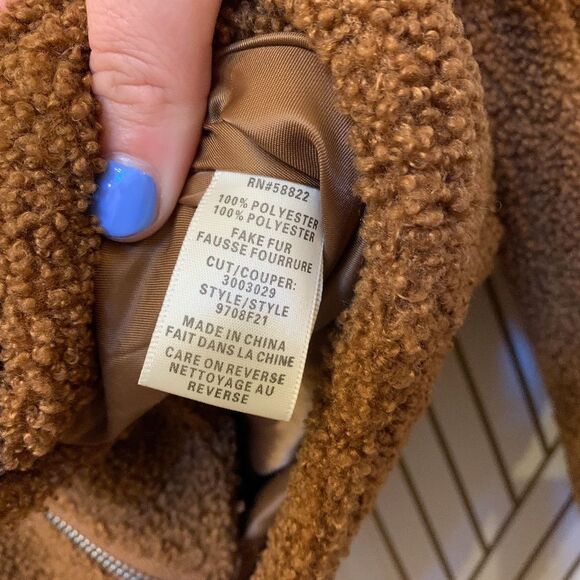 RN#58822
100% POLYESTER
100% POLYESTER
FAKE FUR
FAUSSE FOURRURE
CUT/COUPER:
3003029
STYLE/STYLE
9708F21
MADE IN CHINA
FAIT DANS LA CHINE
CARE ON REVERSE
NETTOYAGE AU
REVERSE